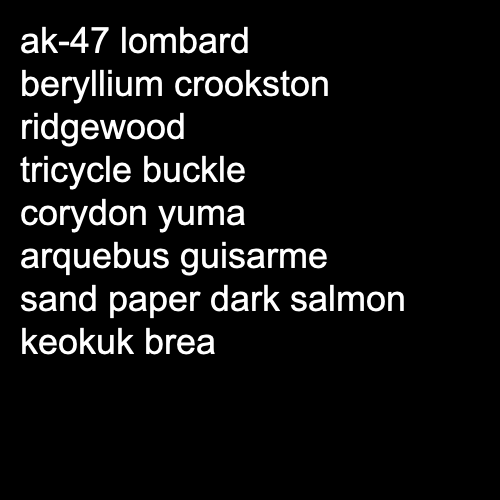 ak-47 lombard
beryllium crookston
ridgewood
tricycle buckle
corydon yuma
arquebus guisarme
sand paper dark salmon
keokuk brea